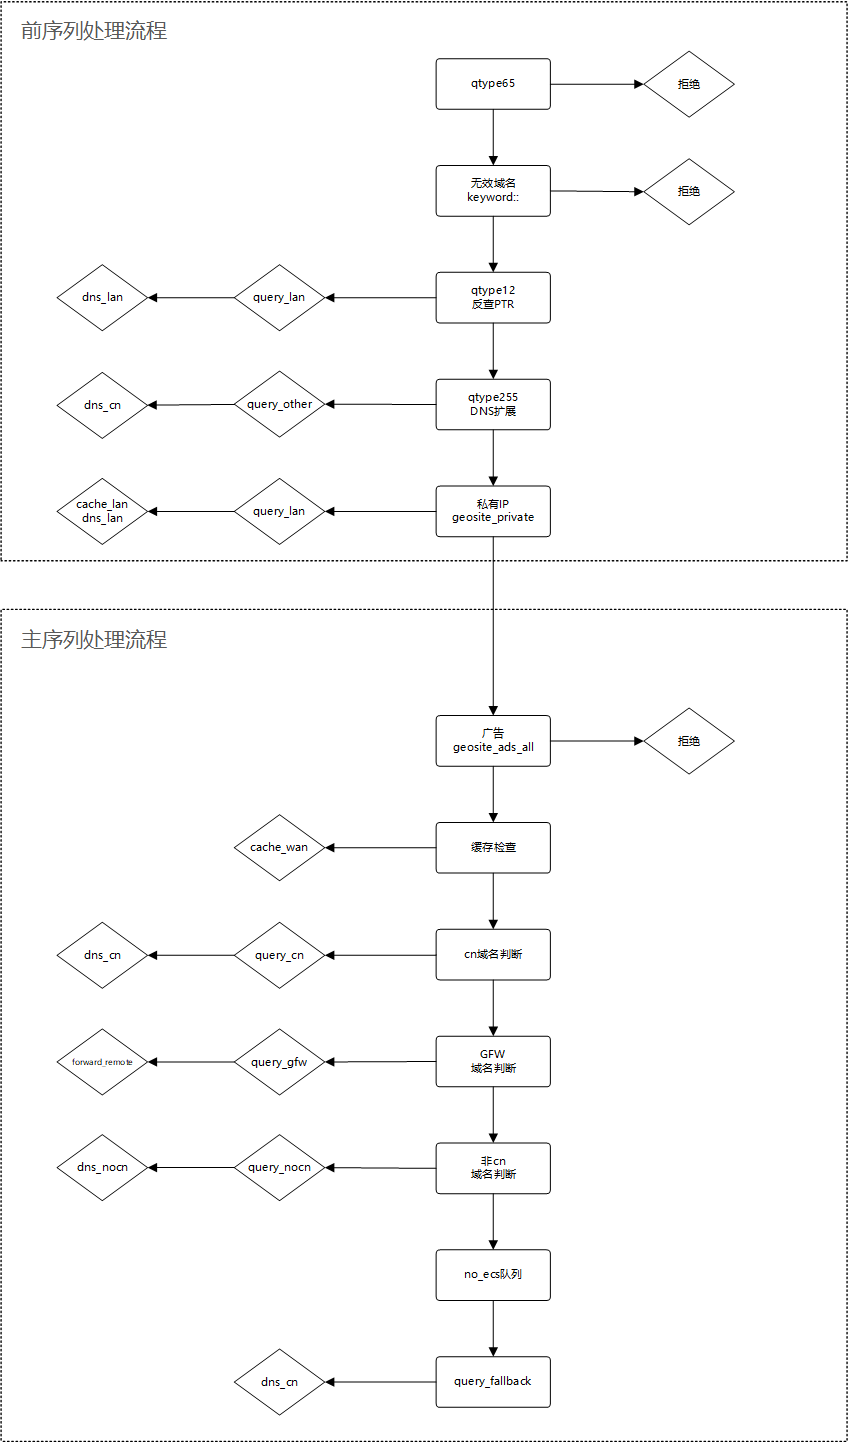 前序列处理流程
qtype65
拒绝
无效域名
keyword::
拒绝
dns_lan
query_lan
qtype12
反查PTR
dns_cn
query_other
qtype255
DNS扩展
cache_lan
dns_lan
query_lan
私有IP
geosite_private
主序列处理流程
广告
geosite_ads_all
拒绝
cache_wan
缓存检查
dns_cn
query_cn
cn域名判断
forward_remote
query_gfw
GFW
域名判断
dns_nocn
query_nocn
非cn
域名判断
no_ecs队列
dns_cn
query_fallback